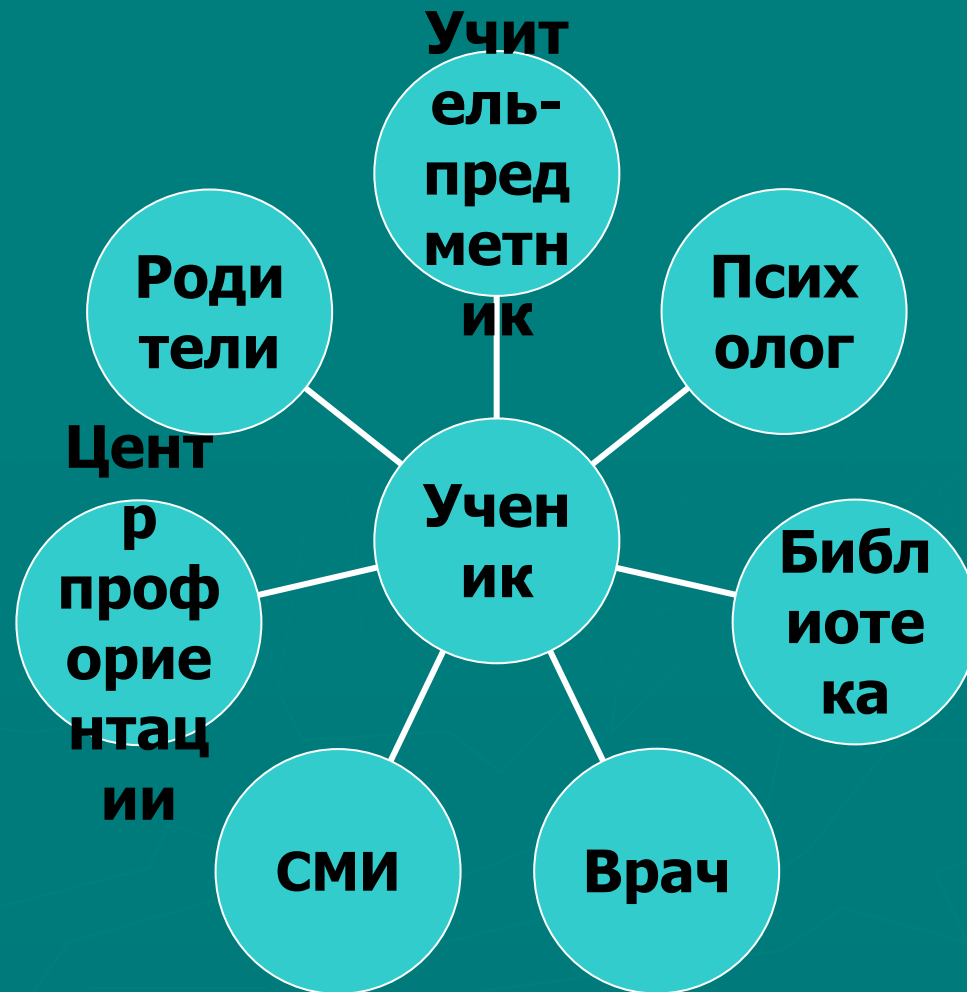 Учит
ель-
пред
метн
ик
Роди
тели
Псих
олог
Цент
р
проф
орие
нтац
ии
Учен
ик
Библ
иоте
ка
СМИ
Врач